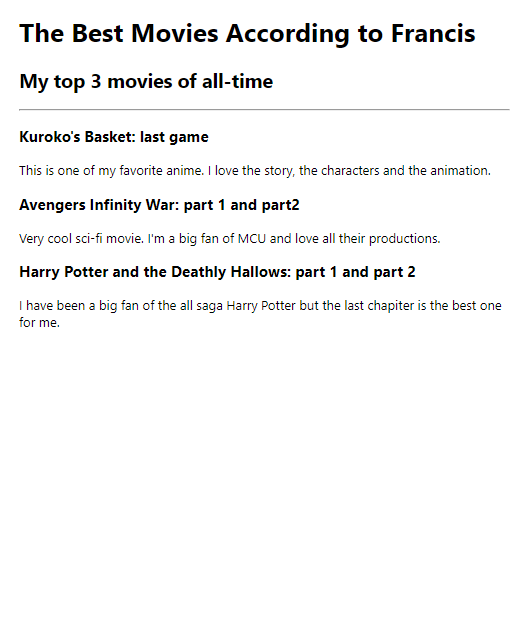 The Best Movies According to Francis
My top 3 movies of all-time
Kuroko's Basket: last game
This is one of my favorite anime. I love the story, the characters and the animation.
Avengers Infinity War: part 1 and part2
Very cool sci-fi movie. I'm a big fan of MCU and love all their productions.
Harry Potter and the Deathly Hallows: part 1 and part 2
I have been a big fan of the all saga Harry Potter but the last chapiter is the best one
for me.